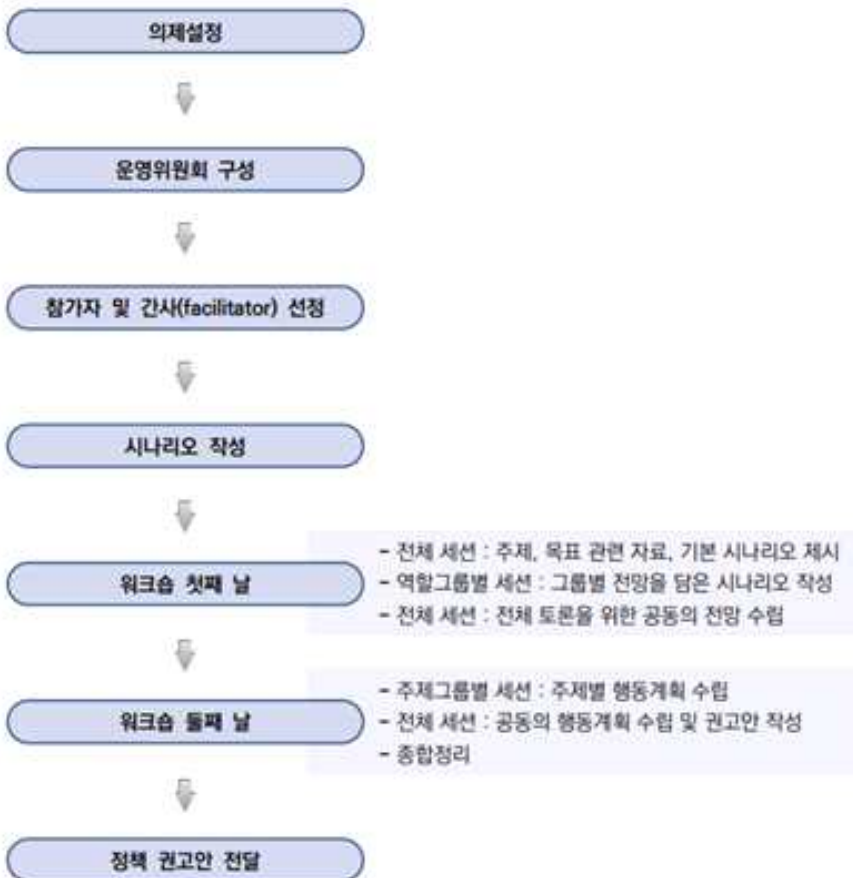 의제설정
운영위원회 구성
참가자 및 간사(facilitator) 선정
시나리오 작성
워크숍 첫째 날
- 전체 세션 : 주제, 목표 관련 자료, 기본 시나리오 제시
- 역할그룹별 세션 : 그룹별 전망을 담은 시나리오 작성
- 전체 세션 : 전체 토론을 위한 공동의 전망 수립
워크숍 둘째 날
- 주제그룹별 세션 : 주제별 행동계획 수립
- 전체 세션 : 공동의 행동계획 수립 및 권고안 작성
- 종합정리
정책 권고안 전달